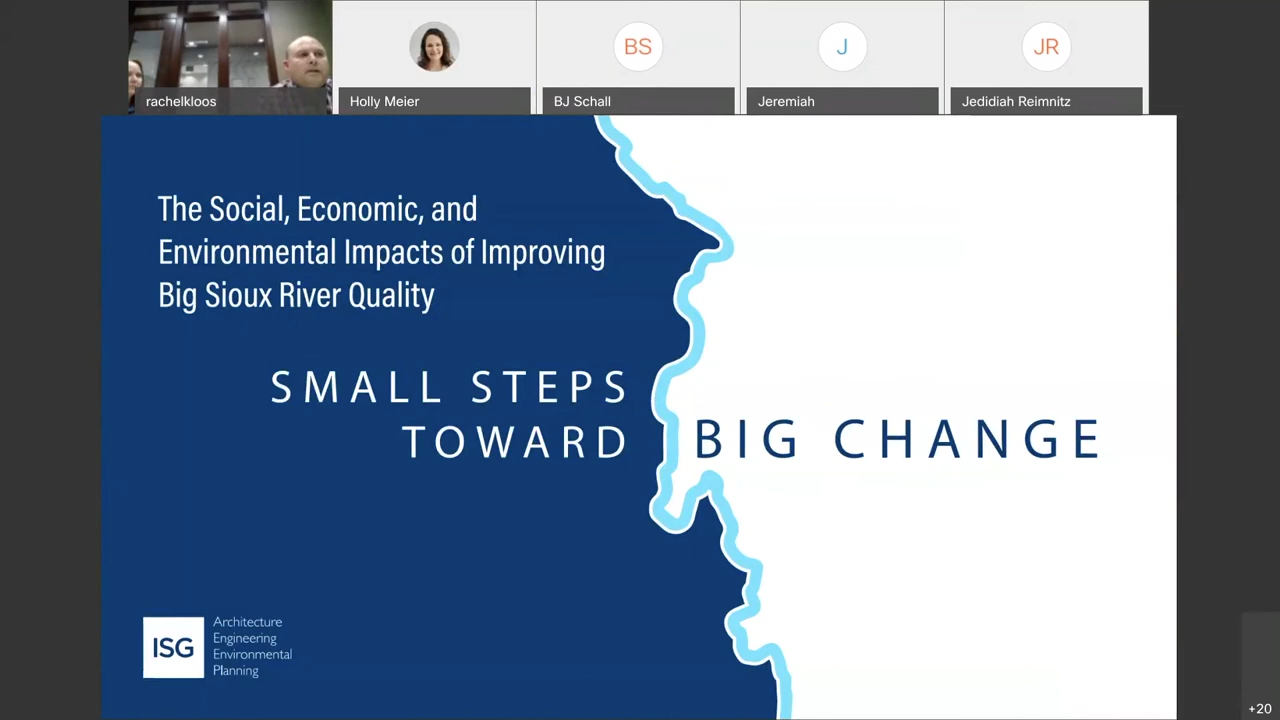 rachelkloos
Holly Meier
BS
BJ Schall
J
Jeremiah
JR
Jedidiah Reimnitz
The Social, Economic, and
Environmental Impacts of Improving
Big Sioux River Quality
SMALL STEPS
TOWARD BIG CHANGE
ISG
Architecture
Engineering
Environmental
Planning
+20